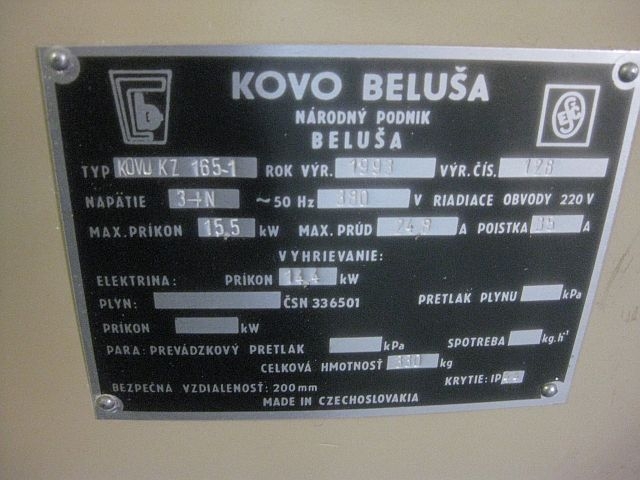 KOVO BELUŠA
NÁRODNÝ PODNIK
BELUŠA
TYP KOVO KZ 165-1 ROK VÝR. 1993 VÝR. ČÍS. 128
NAPÄTIE 3+N ~50 Hz 380 V RIADIACE OBVODY 220 V
MAX. PRÍKON 15,5 kW MAX. PRÚD 24,8 A POISTKA 35 A
VYHRIEVANIE:
ELEKTRINA: PRÍKON 14,4 kW
PLYN: ČSN 336501 PRETLAK PLYNU kPa
PRÍKON kW
PARA: PREVÁDZKOVÝ PRETLAK kPa SPOTREBA kg.h⁻¹
CELKOVÁ HMOTNOSŤ 330 kg
BEZPEČNÁ VZDIALENOSŤ: 200 mm KRYTIE: IP
MADE IN CZECHOSLOVAKIA